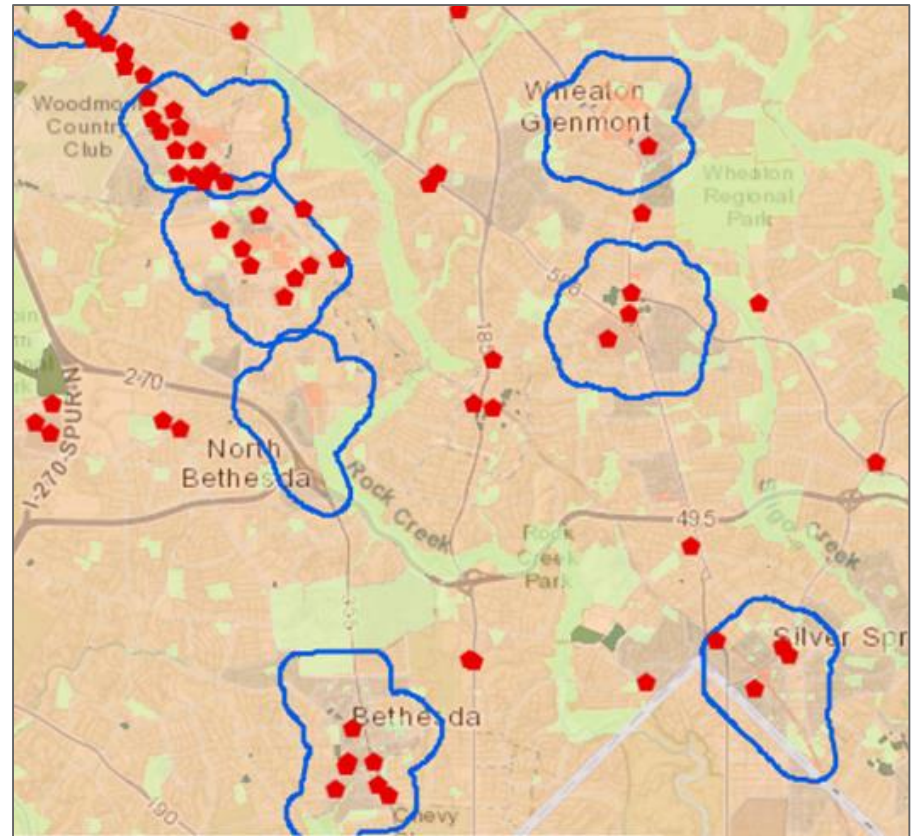 Wheaton
Glenmont
Country
Club
Wheaton
Regional
Park
586
185
270
I-270-SPUR N
North
Bethesda
Rock Creek
495
Rock
Creek
Park
Creek
Silver Spr
Bethesda
Chevy
190